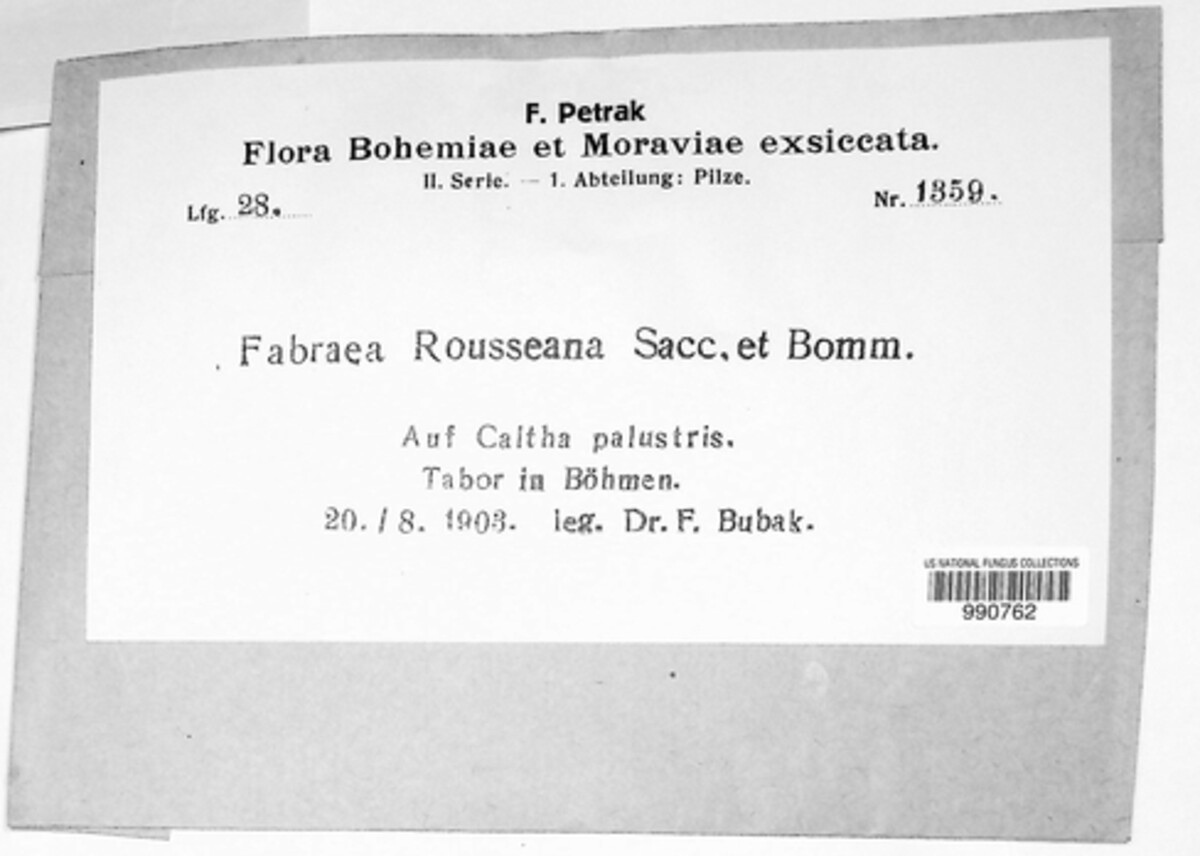 F. Petrak
Flora Bohemiae et Moraviae exsiccata.
II. Serie. — 1. Abteilung: Pilze.
Lfg. 28.
Nr. 1359.
Fabraea Rousseana Sacc. et Bomm.
Auf Caltha palustris.
Tabor in Böhmen.
20. / 8. 1903. leg. Dr. F. Bubak.
US NATIONAL FUNGUS COLLECTIONS
990762